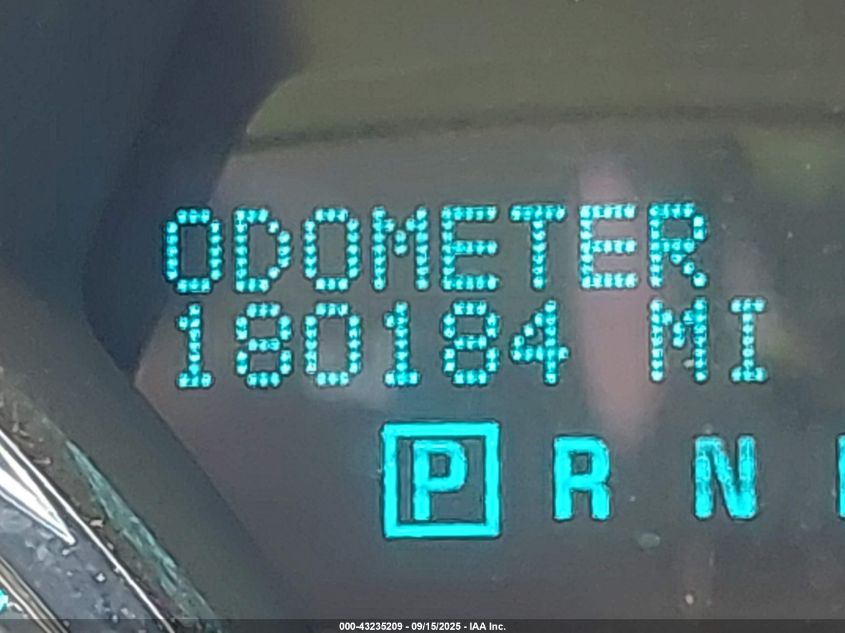 ODOMETER
180184 MI
P R N
000-43235209 - 09/15/2025 - IAA Inc.